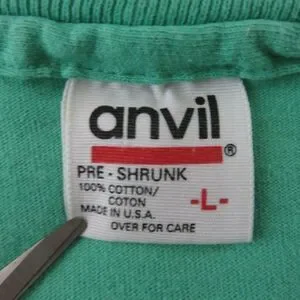 anvil
®
PRE - SHRUNK
100% COTTON/
COTON
-L-
MADE IN U.S.A.
OVER FOR CARE